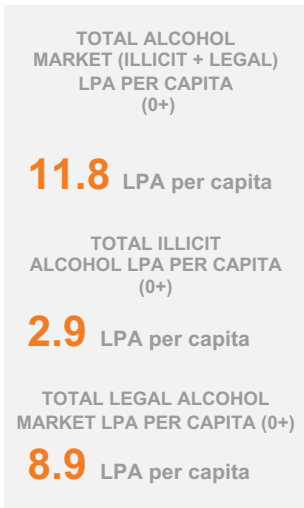 TOTAL ALCOHOL
MARKET (ILLICIT + LEGAL)
LPA PER CAPITA
(0+)
11.8 LPA per capita
TOTAL ILLICIT
ALCOHOL LPA PER CAPITA
(0+)
2.9 LPA per capita
TOTAL LEGAL ALCOHOL
MARKET LPA PER CAPITA (0+)
8.9 LPA per capita